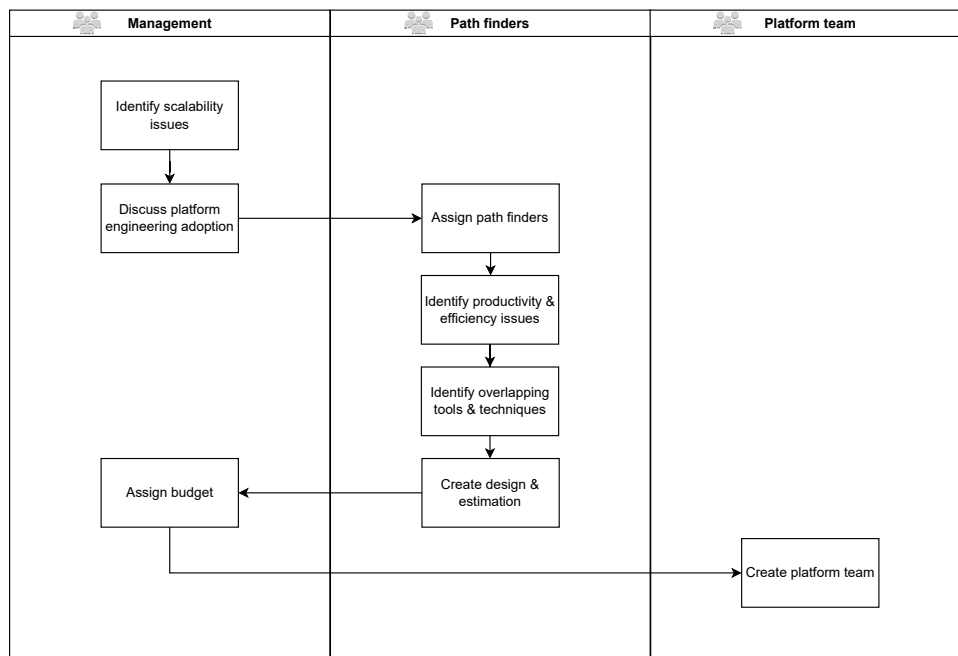 Management
Path finders
Platform team
Identify scalability
issues
Discuss platform
engineering adoption
Assign path finders
Identify productivity &
efficiency issues
Identify overlapping
tools & techniques
Assign budget
Create design &
estimation
Create platform team